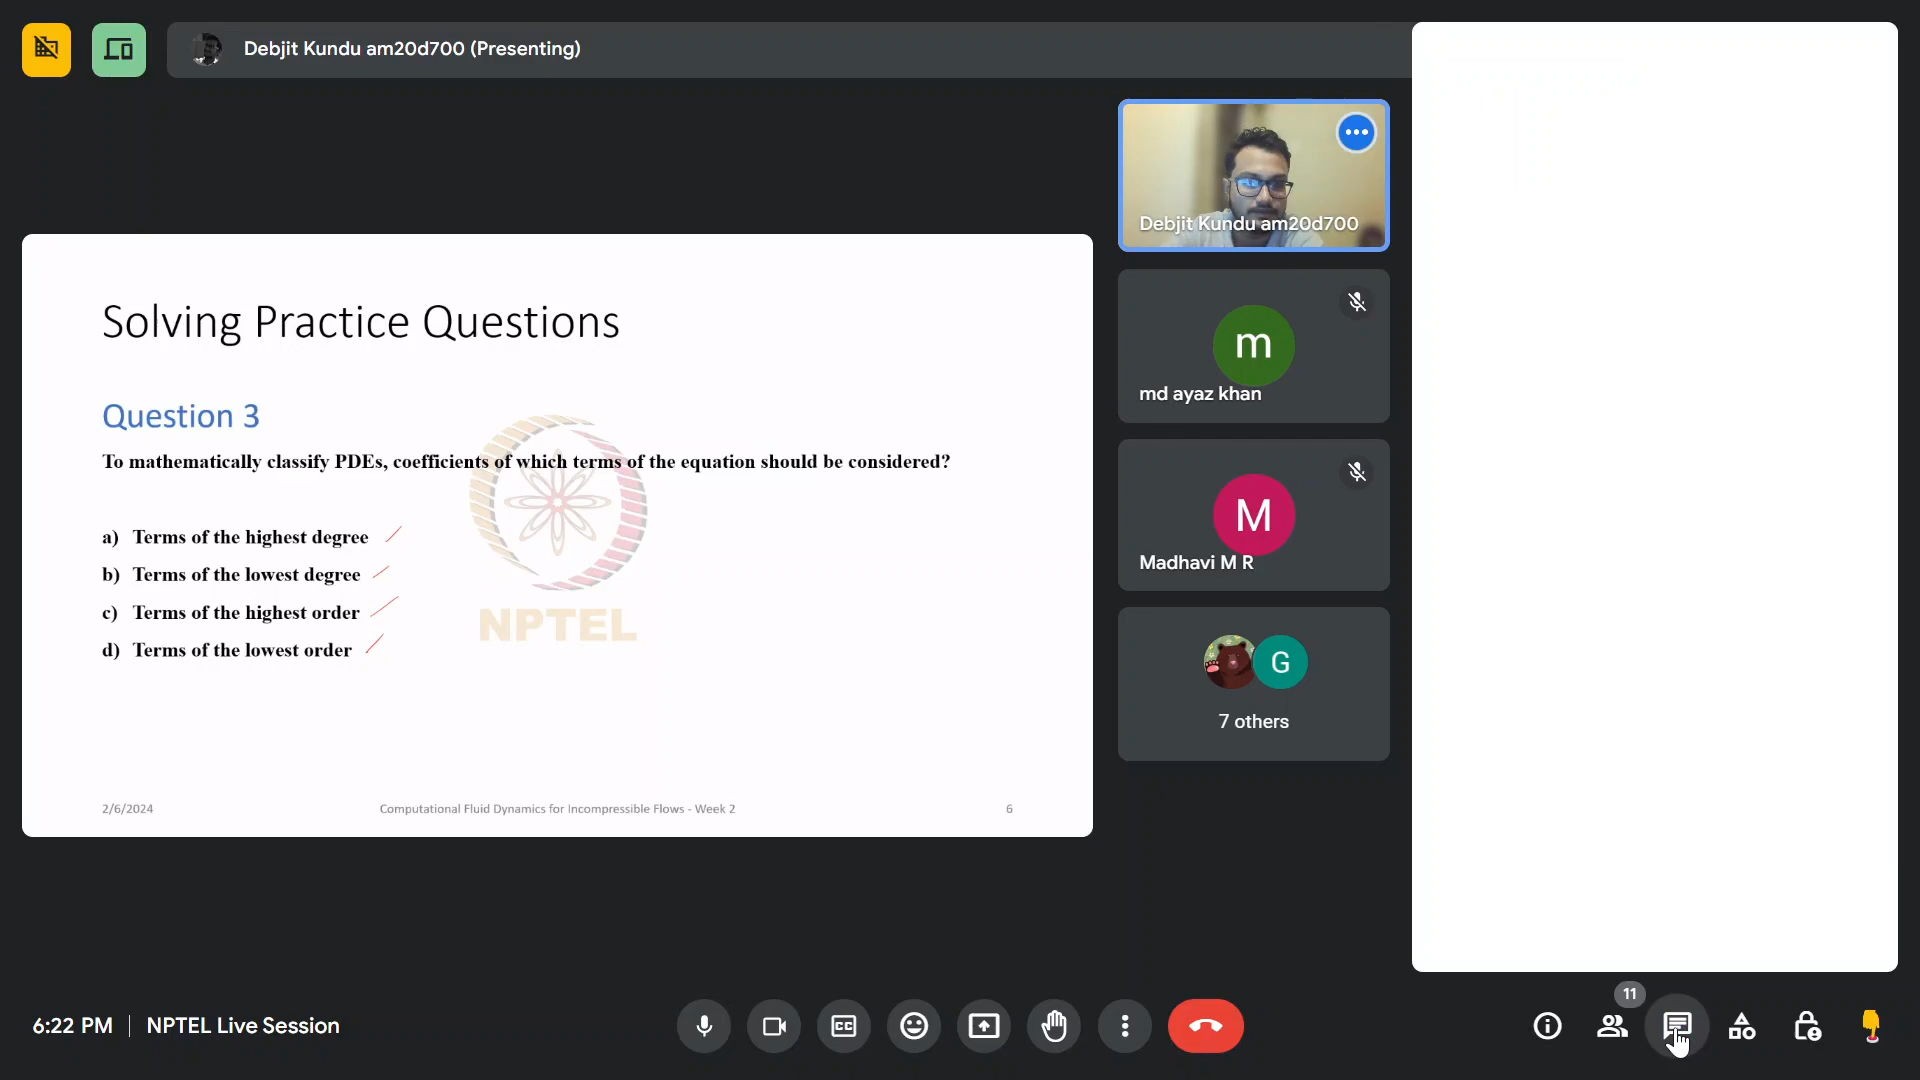 Debjit Kundu am20d700 (Presenting)
Debjit Kundu am20d700
md ayaz khan
m
Madhavi M R
M
G
7 others
Solving Practice Questions
Question 3
To mathematically classify PDEs, coefficients of which terms of the equation should be considered?
a) Terms of the highest degree
b) Terms of the lowest degree
c) Terms of the highest order
d) Terms of the lowest order
NPTEL
2/6/2024
Computational Fluid Dynamics for Incompressible Flows - Week 2
6
6:22 PM | NPTEL Live Session
CC
11